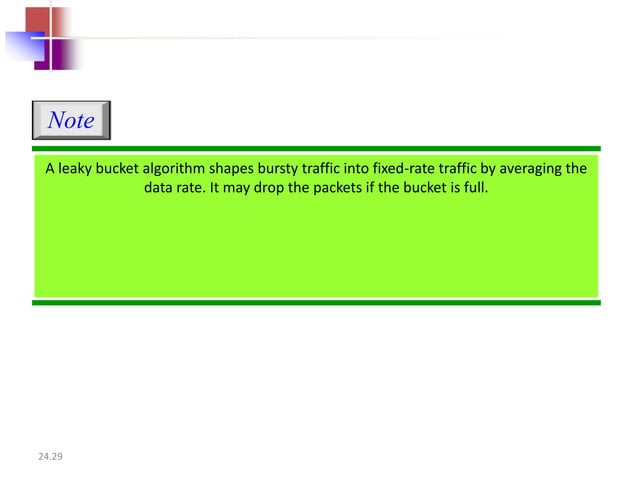 Note
A leaky bucket algorithm shapes bursty traffic into fixed-rate traffic by averaging the
data rate. It may drop the packets if the bucket is full.
24.29